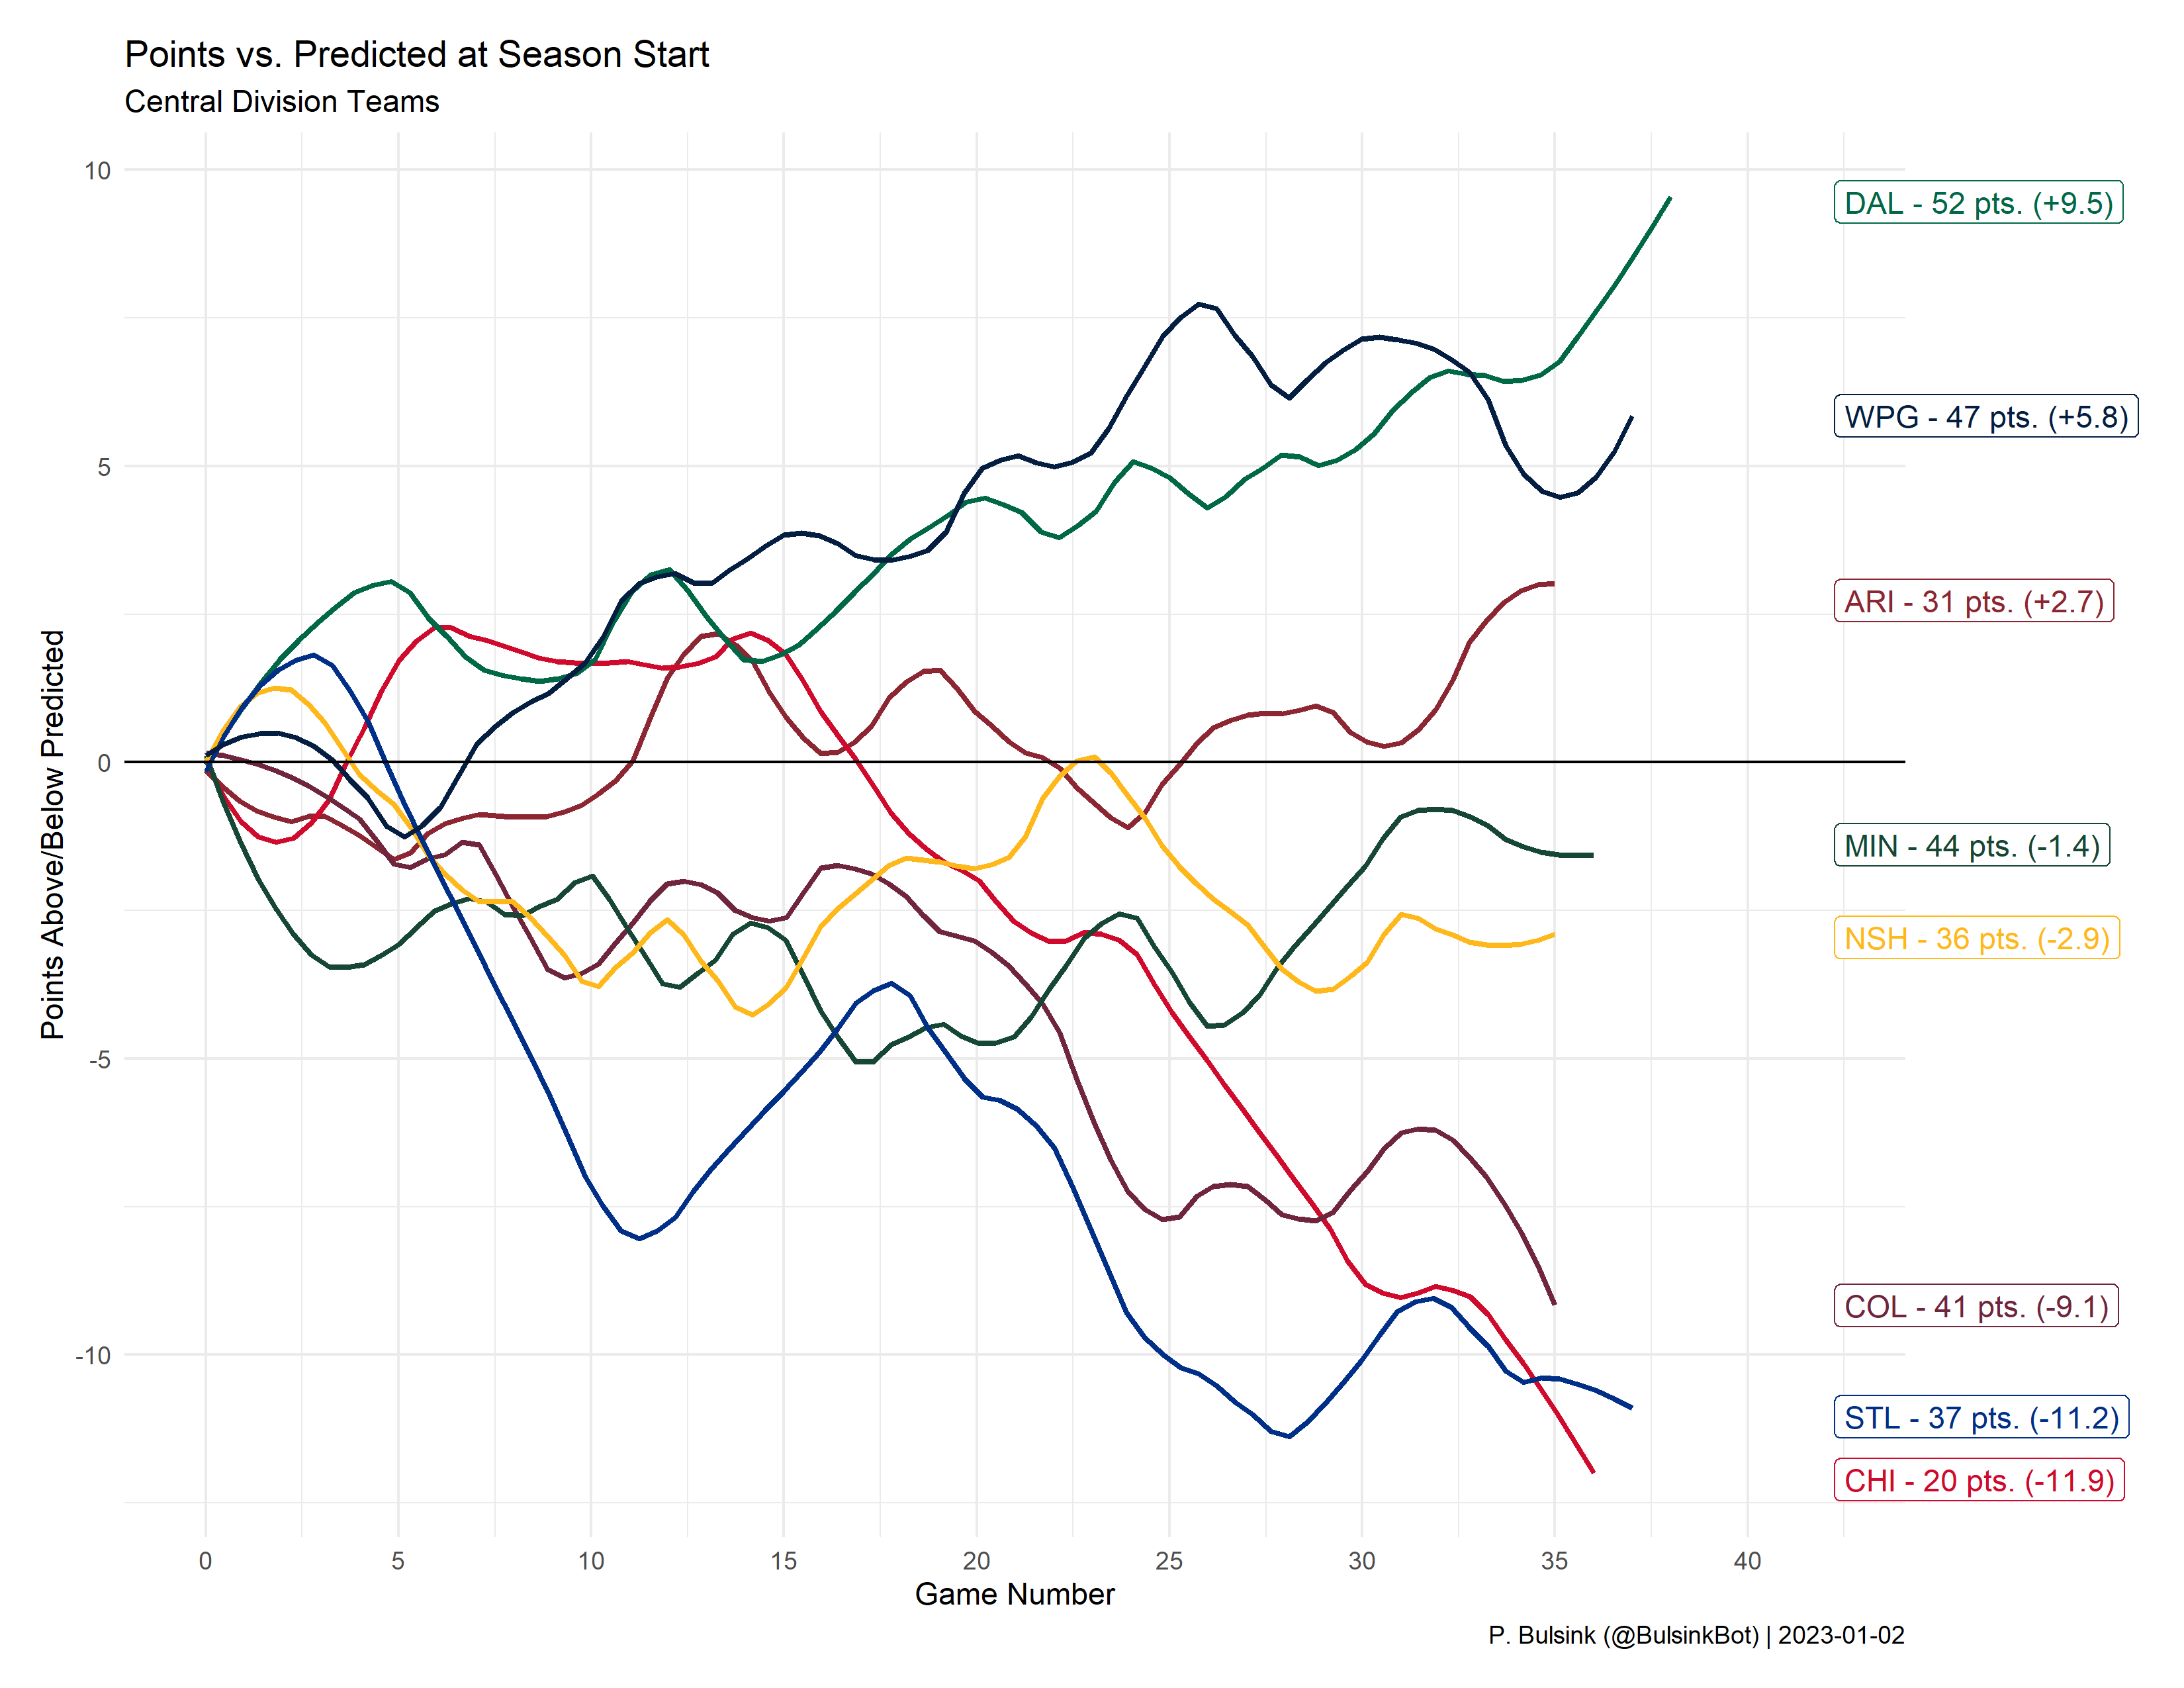 Points vs. Predicted at Season Start
Central Division Teams
Points Above/Below Predicted
10
5
0
-5
-10
DAL - 52 pts. (+9.5)
WPG - 47 pts. (+5.8)
ARI - 31 pts. (+2.7)
MIN - 44 pts. (-1.4)
NSH - 36 pts. (-2.9)
COL - 41 pts. (-9.1)
STL - 37 pts. (-11.2)
CHI - 20 pts. (-11.9)
0 5 10 15 20 25 30 35 40
Game Number
P. Bulsink (@BulsinkBot) | 2023-01-02